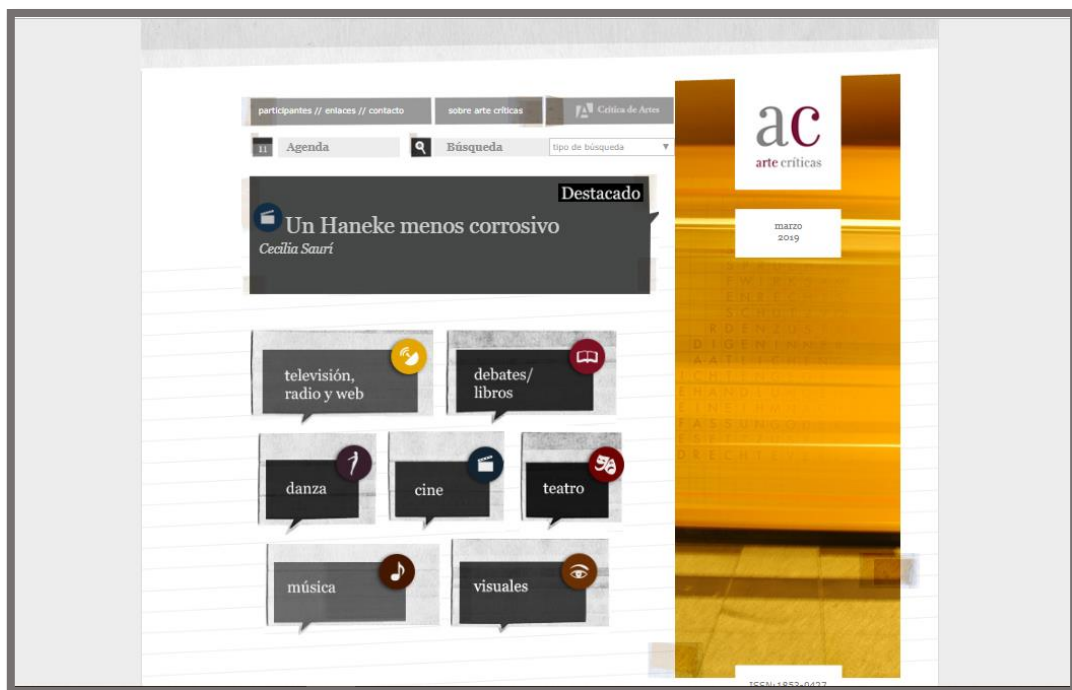 participantes // enlaces // contacto
sobre arte críticas
Crítica de Artes
11
Agenda
Búsqueda
tipo de búsqueda
Destacado
Un Haneke menos corrosivo
Cecilia Saurí
televisión,
radio y web
debates/
libros
danza
cine
teatro
música
visuales
ac
arte críticas
marzo
2019